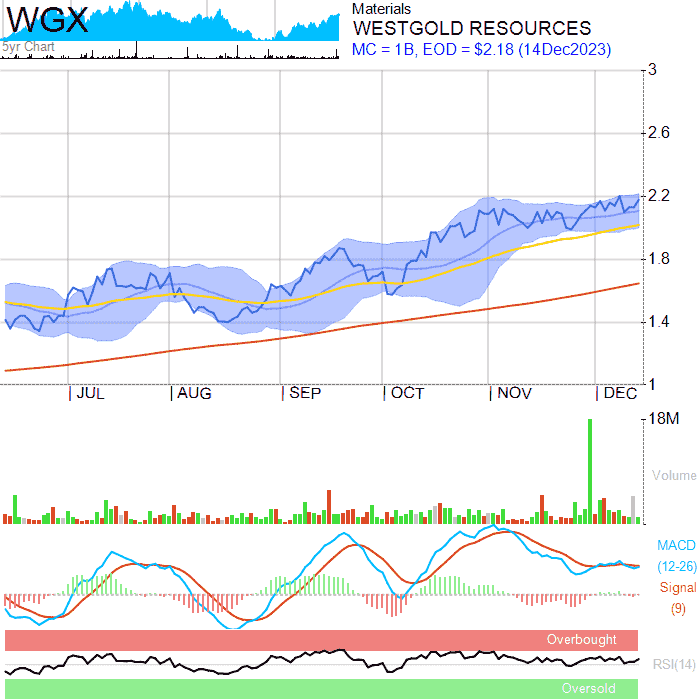 WGX
5yr Chart
Materials
WESTGOLD RESOURCES
MC = 1B, EOD = $2.18 (14Dec2023)
3
2.6
2.2
1.8
1.4
1
JUL AUG SEP OCT NOV DEC
18M
Volume
MACD
(12-26)
Signal
(9)
Overbought
RSI(14)
Oversold